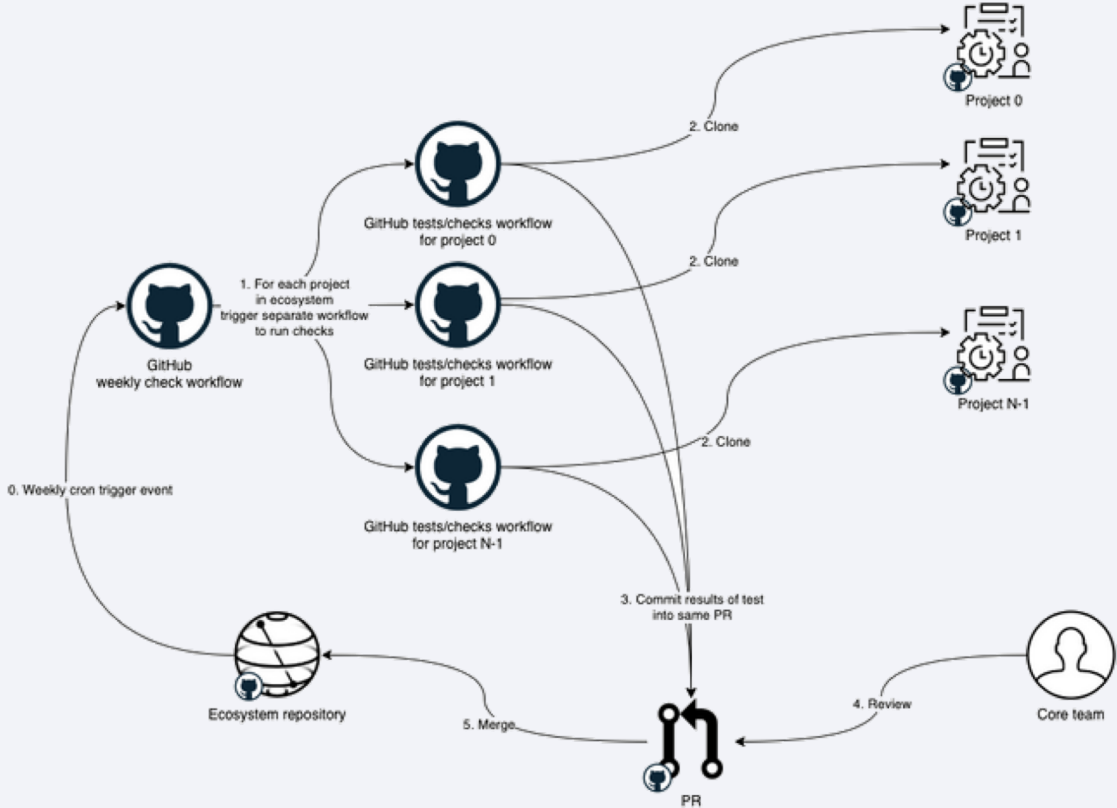 Project 0
2. Clone
Project 1
GitHub tests/checks workflow
for project 0
2. Clone
1. For each project
in ecosystem
trigger separate workflow
to run checks
GitHub
weekly check workflow
GitHub tests/checks workflow
for project 1
Project N-1
2. Clone
0. Weekly cron trigger event
GitHub tests/checks workflow
for project N-1
3. Commit results of test
into same PR
Ecosystem repository
5. Merge
4. Review
Core team
PR